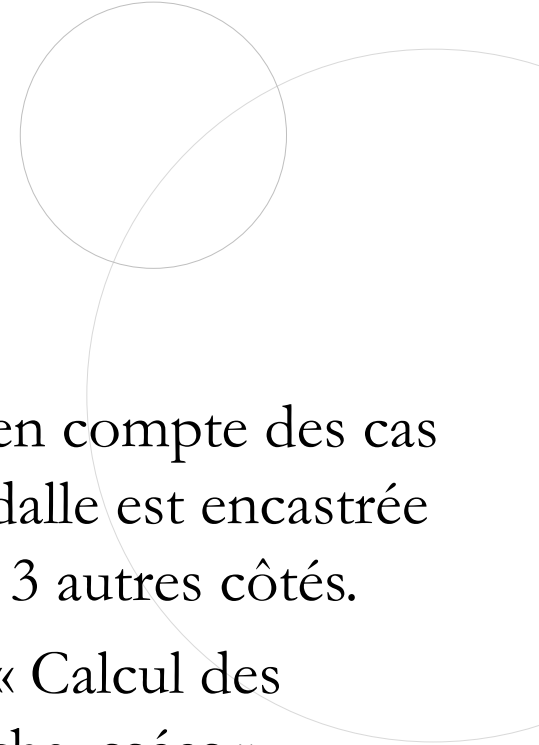 en compte des cas
dalle est encastrée
3 autres côtés.
« Calcul des